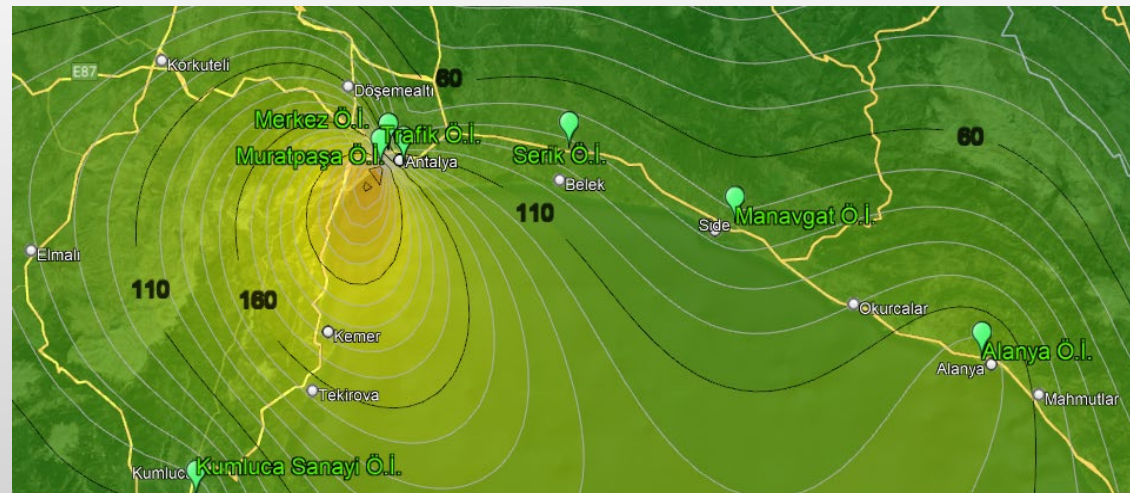 Korkuteli
E87
Döşemealtı
60
Merkez Ö.İ.
Trafik Ö.İ.
Muratpaşa Ö.İ.
Antalya
Serik Ö.İ.
60
Belek
110
Manavgat Ö.İ.
Side
Elmalı
110
160
Okurcalar
Kemer
Alanya Ö.İ.
Alanya
Tekirova
Mahmutlar
Kumluca
Kumluca Sanayi Ö.İ.